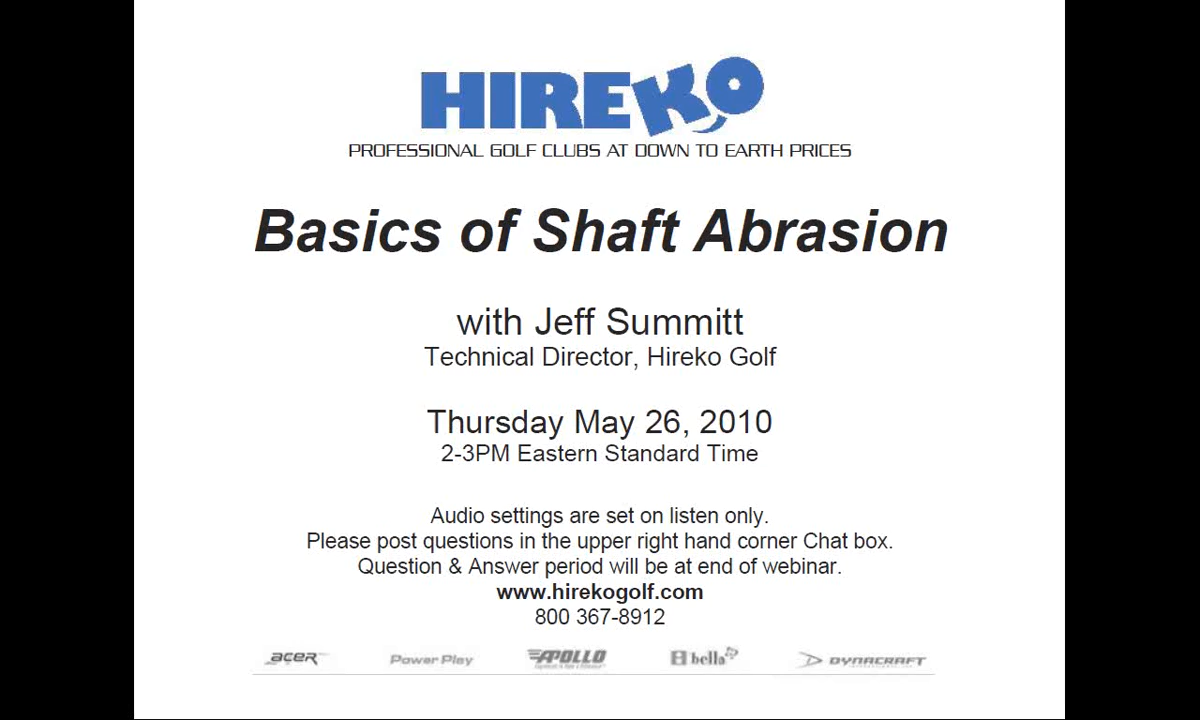 HIREKO
PROFESSIONAL GOLF CLUBS AT DOWN TO EARTH PRICES
Basics of Shaft Abrasion
with Jeff Summitt
Technical Director, Hireko Golf
Thursday May 26, 2010
2-3PM Eastern Standard Time
Audio settings are set on listen only.
Please post questions in the upper right hand corner Chat box.
Question & Answer period will be at end of webinar.
www.hirekogolf.com
800 367-8912
acer Power Play APOLLO bella DYNACRAFT